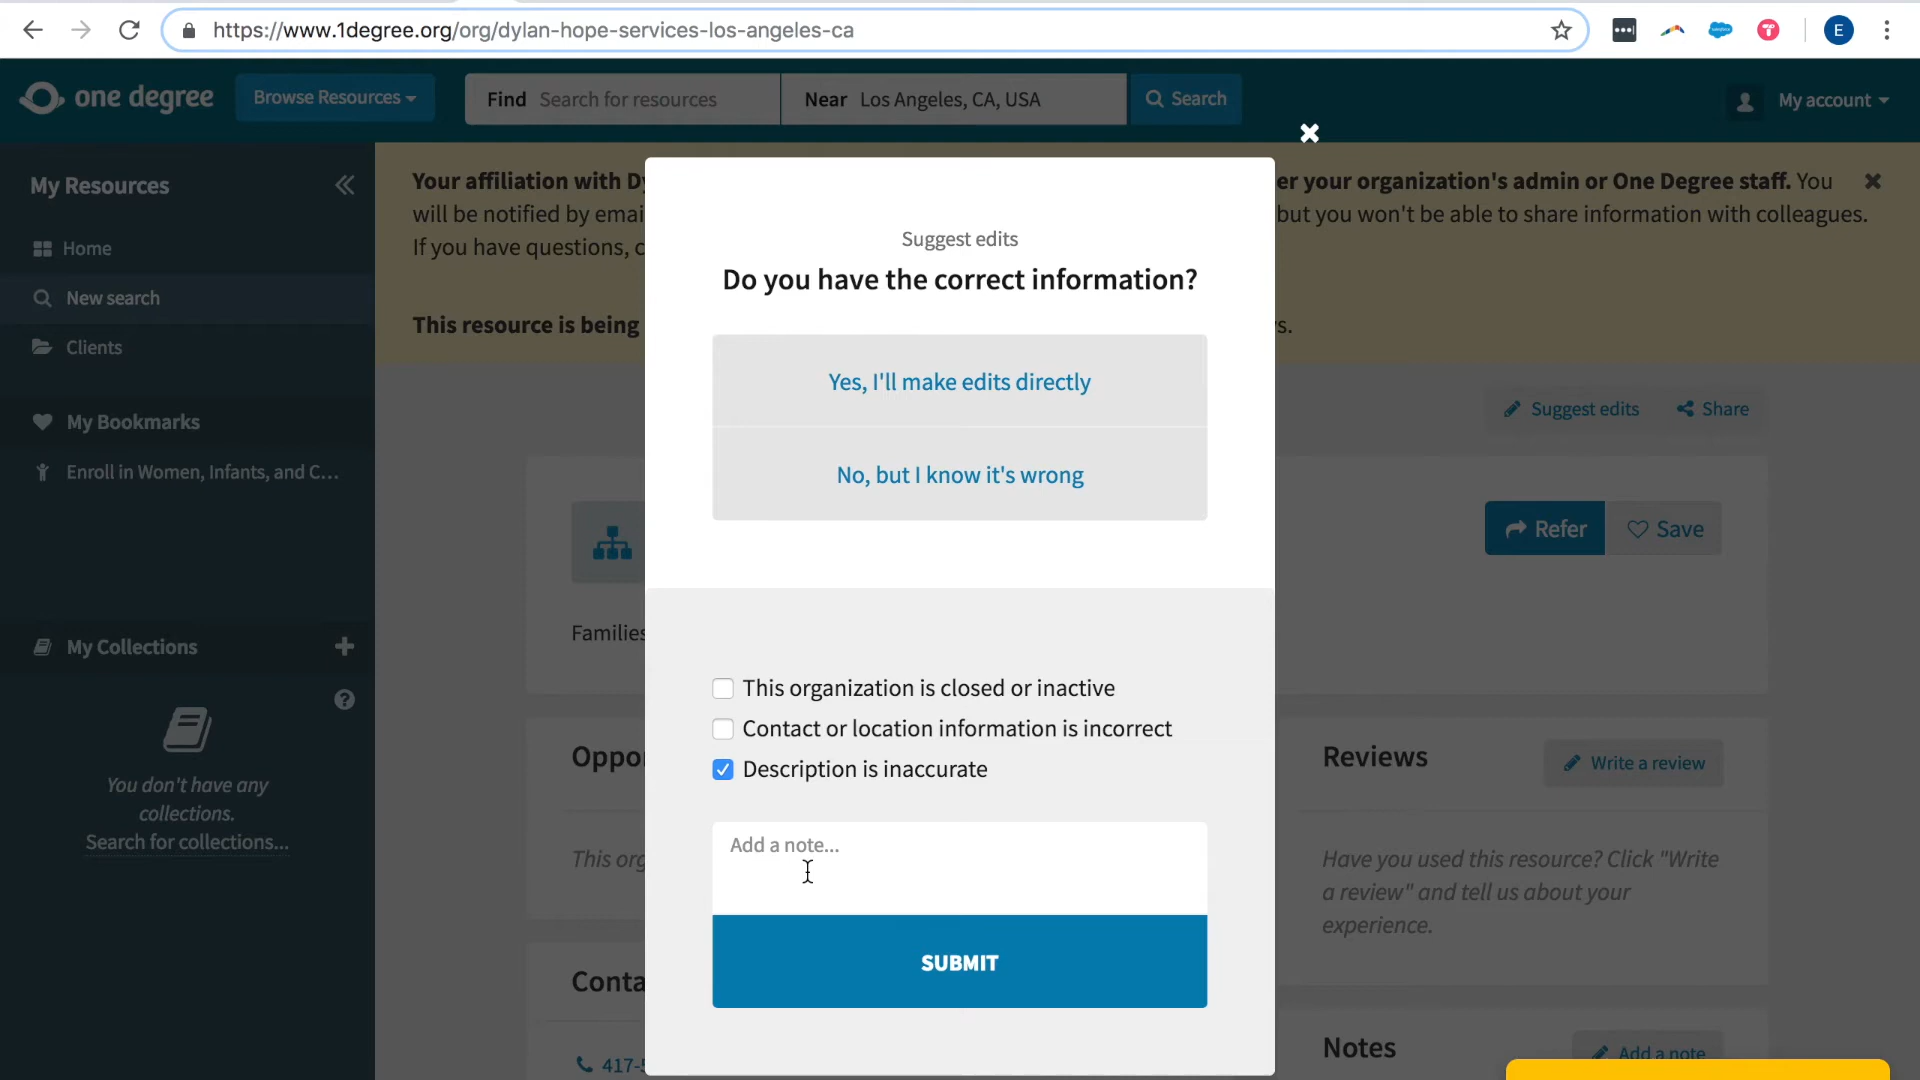 https://www.1degree.org/org/dylan-hope-services-los-angeles-ca
E
one degree
Browse Resources
Find Search for resources
Near Los Angeles, CA, USA
Search
My account
My Resources
Home
New search
Clients
My Bookmarks
Enroll in Women, Infants, and C...
My Collections
You don't have any
collections.
Search for collections...
Your affiliation with er your organization's admin or One Degree staff. You
will be notified by but you won't be able to share information with colleagues.
If you have questions,
This resource is being
Suggest edits
Share
Refer
Save
Families
Reviews
Write a review
Have you used this resource? Click "Write
a review" and tell us about your
experience.
Notes
Add a note
Suggest edits
Do you have the correct information?
Yes, I'll make edits directly
No, but I know it's wrong
This organization is closed or inactive
Contact or location information is incorrect
Description is inaccurate
Add a note...
SUBMIT